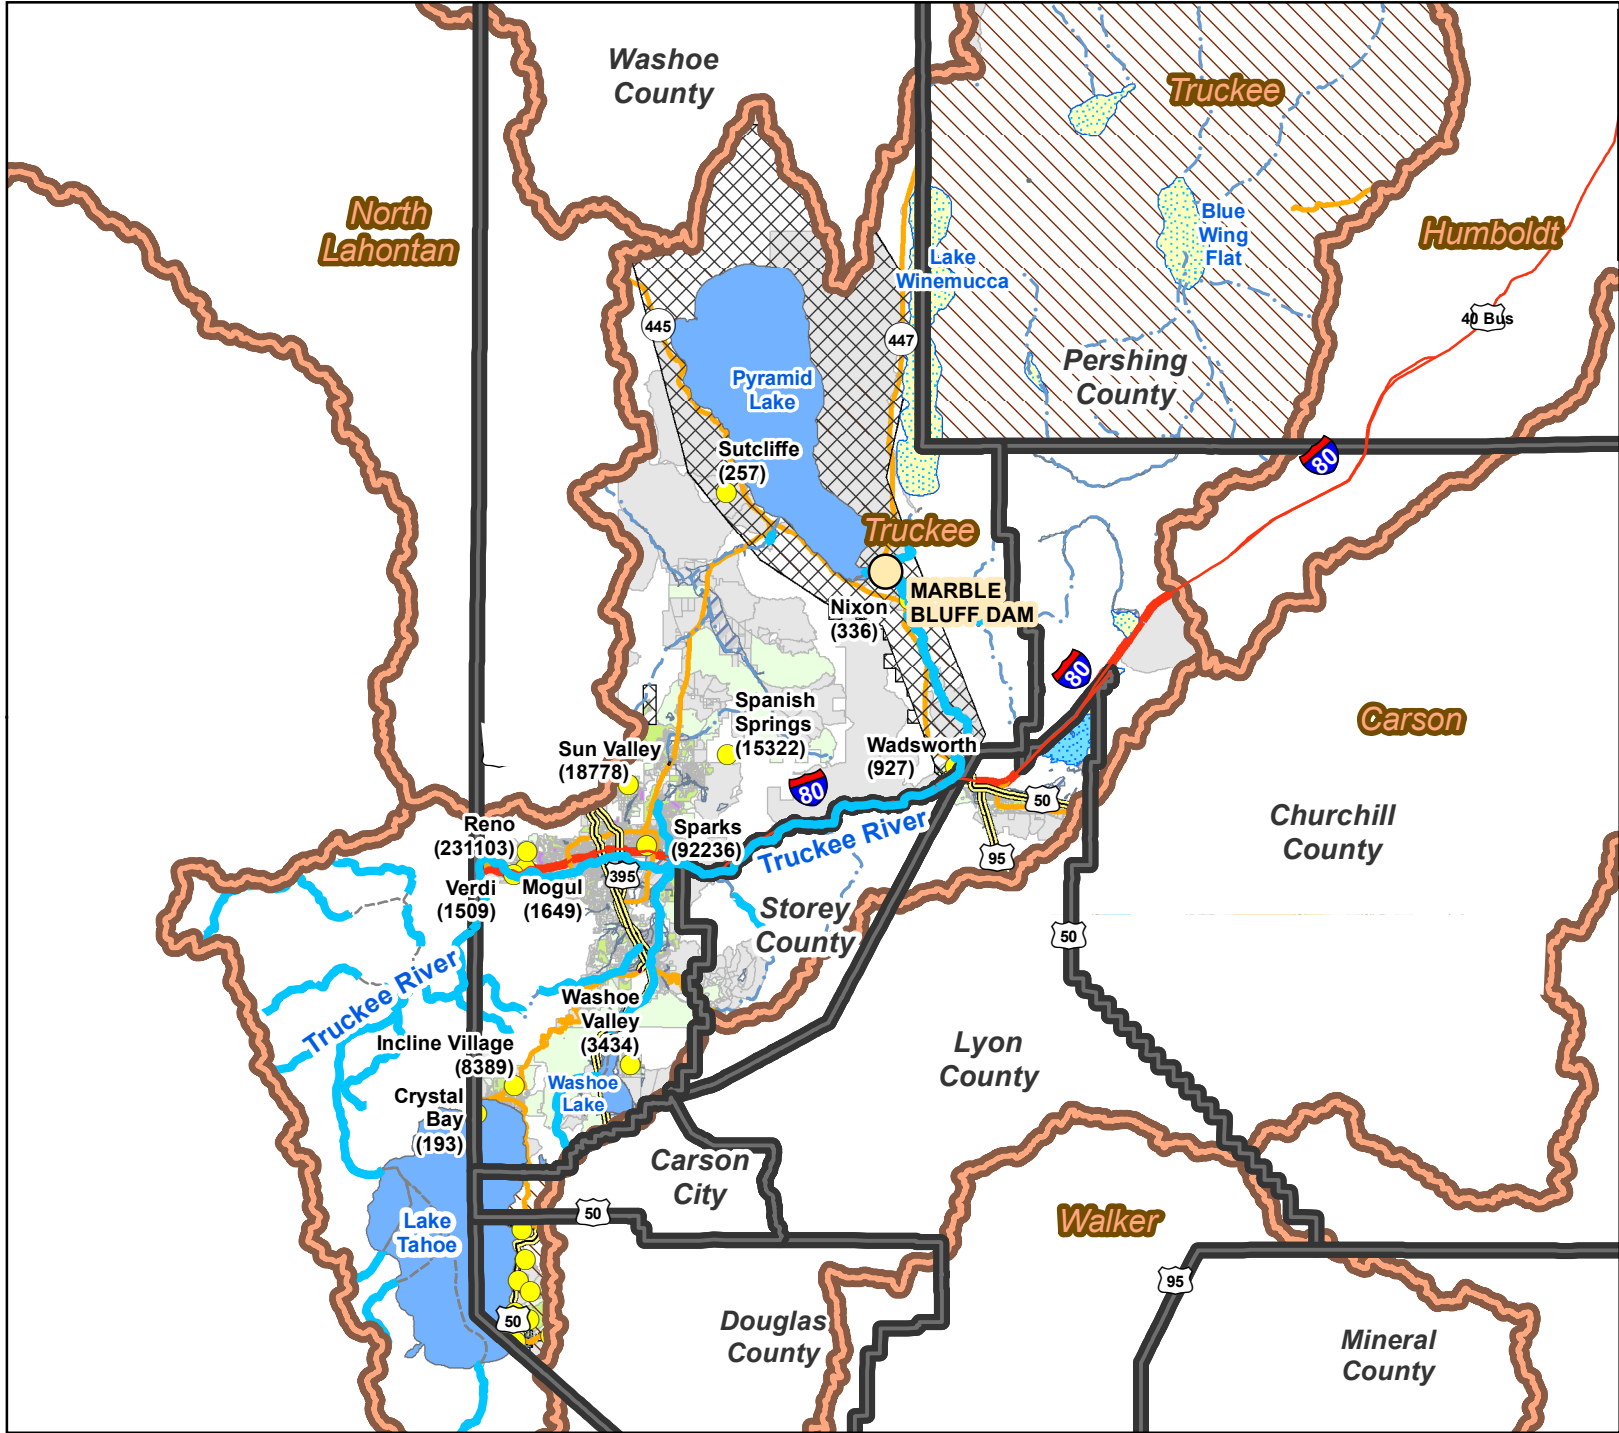 Washoe
County
Truckee
North
Lahontan
Blue
Wing
Flat
Humboldt
Lake
Winemucca
40 Bus
445
447
Pershing
County
Pyramid
Lake
Sutcliffe
(257)
80
Truckee
MARBLE
BLUFF DAM
Nixon
(336)
80
Spanish
Springs
(15322)
Carson
Sun Valley
(18778)
Wadsworth
(927)
80
50
Churchill
County
Reno
(231103)
Sparks
(92236)
Truckee River
95
395
Verdi
(1509)
Mogul
(1649)
Storey
County
50
Truckee River
Washoe
Valley
(3434)
Incline Village
(8389)
Lyon
County
Washoe
Lake
Crystal
Bay
(193)
Carson
City
50
Lake
Tahoe
Walker
95
50
Douglas
County
Mineral
County